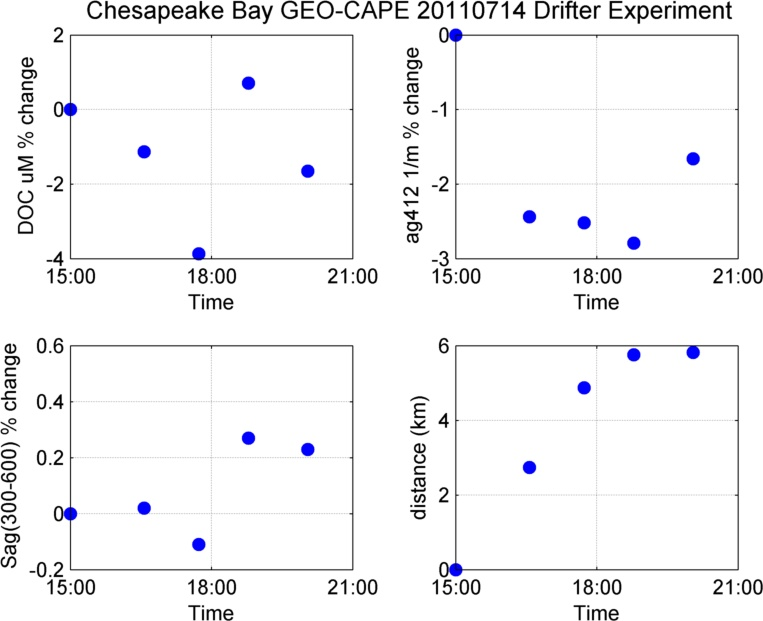 Chesapeake Bay GEO-CAPE 20110714 Drifter Experiment
DOC uM % change
2
0
-2
-4
15:00 18:00 21:00
Time
ag412 1/m % change
0
-1
-2
-3
15:00 18:00 21:00
Time
Sag(300-600) % change
0.6
0.4
0.2
0
-0.2
15:00 18:00 21:00
Time
distance (km)
6
4
2
0
15:00 18:00 21:00
Time